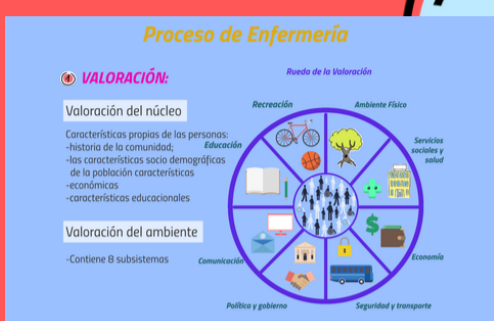 Proceso de Enfermería
VALORACIÓN:
Valoración del núcleo
Características propias de las personas:
-historia de la comunidad;
-las características socio demográficas
de la población características
-económicas
-características educacionales
Valoración del ambiente
-Contiene 8 subsistemas
Rueda de la Valoración
Recreación
Ambiente Físico
Educación
Servicios
sociales y
salud
Comunicación
Economía
Política y gobierno
Seguridad y transporte